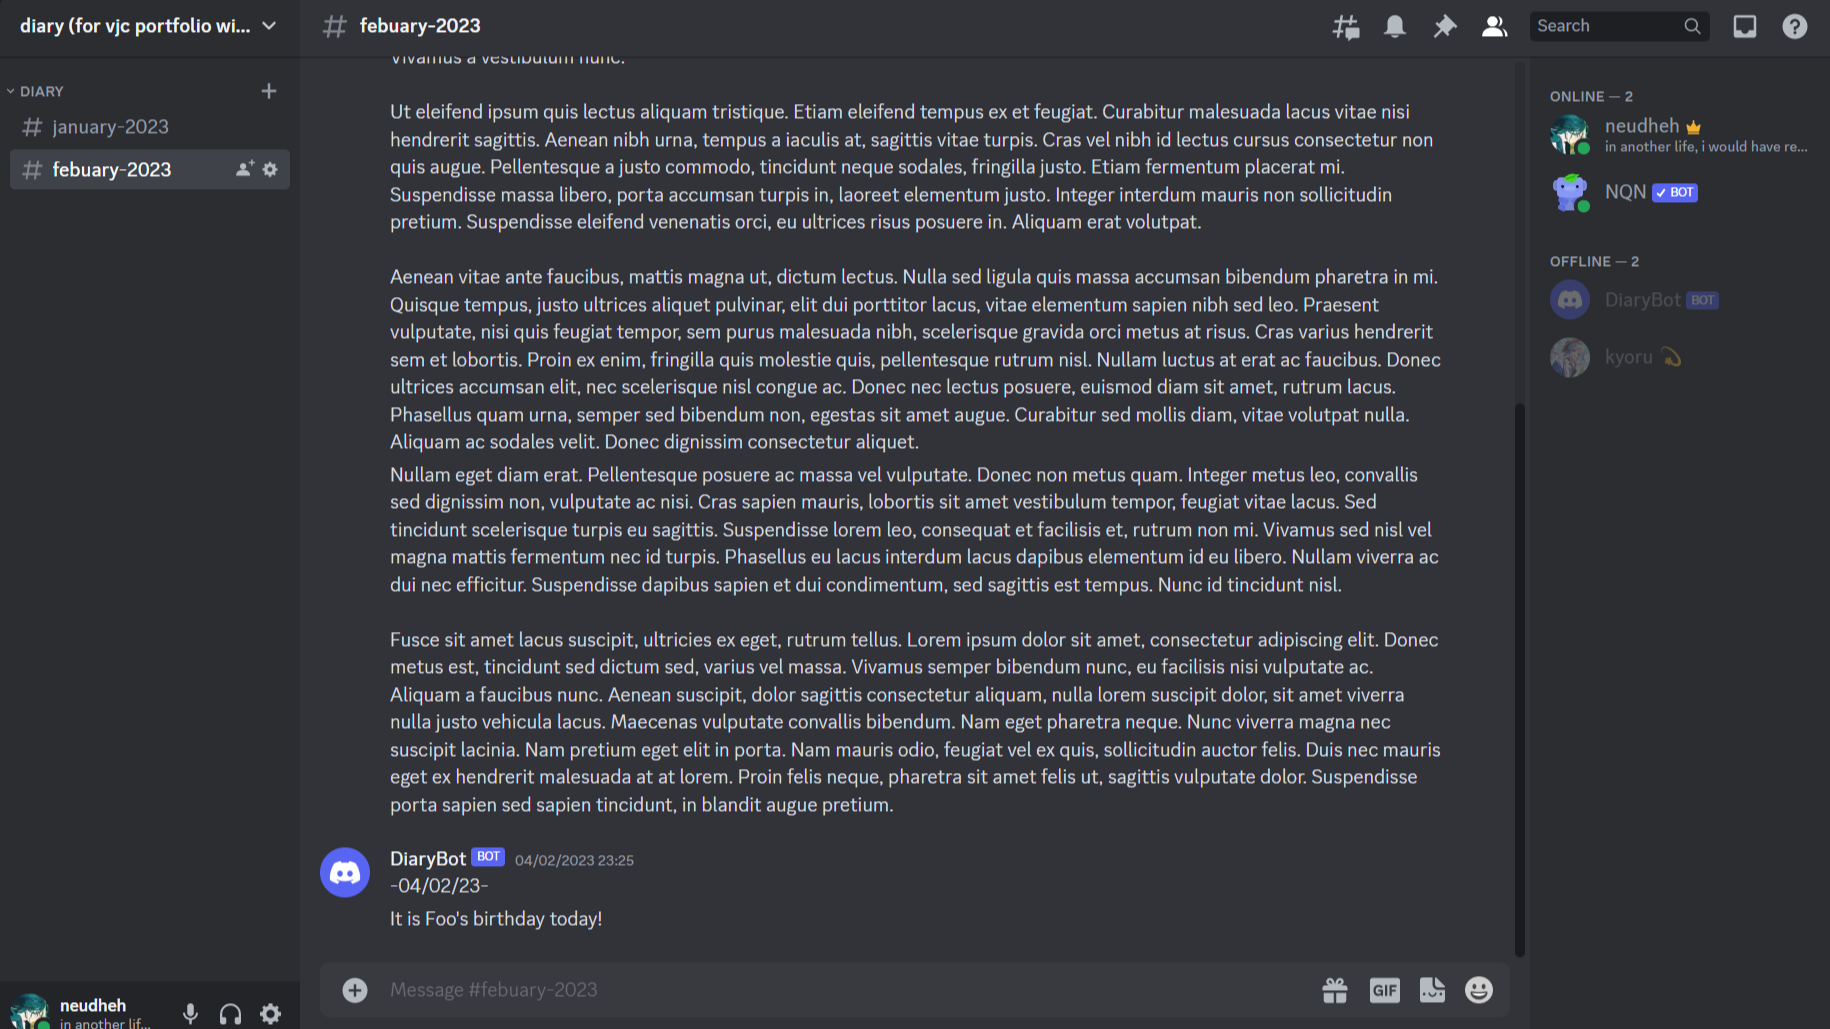 diary (for vjc portfolio wi...
DIARY
january-2023
febuary-2023
neudheh
in another lif...
febuary-2023
Search
Vivamus a vestibulum nunc.
Ut eleifend ipsum quis lectus aliquam tristique. Etiam eleifend tempus ex et feugiat. Curabitur malesuada lacus vitae nisi
hendrerit sagittis. Aenean nibh urna, tempus a iaculis at, sagittis vitae turpis. Cras vel nibh id lectus cursus consectetur non
quis augue. Pellentesque a justo commodo, tincidunt neque sodales, fringilla justo. Etiam fermentum placerat mi.
Suspendisse massa libero, porta accumsan turpis in, laoreet elementum justo. Integer interdum mauris non sollicitudin
pretium. Suspendisse eleifend venenatis orci, eu ultrices risus posuere in. Aliquam erat volutpat.
Aenean vitae ante faucibus, mattis magna ut, dictum lectus. Nulla sed ligula quis massa accumsan bibendum pharetra in mi.
Quisque tempus, justo ultrices aliquet pulvinar, elit dui porttitor lacus, vitae elementum sapien nibh sed leo. Praesent
vulputate, nisi quis feugiat tempor, sem purus malesuada nibh, scelerisque gravida orci metus at risus. Cras varius hendrerit
sem et lobortis. Proin ex enim, fringilla quis molestie quis, pellentesque rutrum nisl. Nullam luctus at erat ac faucibus. Donec
ultrices accumsan elit, nec scelerisque nisl congue ac. Donec nec lectus posuere, euismod diam sit amet, rutrum lacus.
Phasellus quam urna, semper sed bibendum non, egestas sit amet augue. Curabitur sed mollis diam, vitae volutpat nulla.
Aliquam ac sodales velit. Donec dignissim consectetur aliquet.
Nullam eget diam erat. Pellentesque posuere ac massa vel vulputate. Donec non metus quam. Integer metus leo, convallis
sed dignissim non, vulputate ac nisi. Cras sapien mauris, lobortis sit amet vestibulum tempor, feugiat vitae lacus. Sed
tincidunt scelerisque turpis eu sagittis. Suspendisse lorem leo, consequat et facilisis et, rutrum non mi. Vivamus sed nisl vel
magna mattis fermentum nec id turpis. Phasellus eu lacus interdum lacus dapibus elementum id eu libero. Nullam viverra ac
dui nec efficitur. Suspendisse dapibus sapien et dui condimentum, sed sagittis est tempus. Nunc id tincidunt nisl.
Fusce sit amet lacus suscipit, ultricies ex eget, rutrum tellus. Lorem ipsum dolor sit amet, consectetur adipiscing elit. Donec
metus est, tincidunt sed dictum sed, varius vel massa. Vivamus semper bibendum nunc, eu facilisis nisi vulputate ac.
Aliquam a faucibus nunc. Aenean suscipit, dolor sagittis consectetur aliquam, nulla lorem suscipit dolor, sit amet viverra
nulla justo vehicula lacus. Maecenas vulputate convallis bibendum. Nam eget pharetra neque. Nunc viverra magna nec
suscipit lacinia. Nam pretium eget elit in porta. Nam mauris odio, feugiat vel ex quis, sollicitudin auctor felis. Duis nec mauris
eget ex hendrerit malesuada at at lorem. Proin felis neque, pharetra sit amet felis ut, sagittis vulputate dolor. Suspendisse
porta sapien sed sapien tincidunt, in blandit augue pretium.
DiaryBot BOT 04/02/2023 23:25
-04/02/23-
It is Foo's birthday today!
Message #febuary-2023
GIF
ONLINE — 2
neudheh
in another life, i would have re...
NQN BOT
OFFLINE — 2
DiaryBot BOT
kyoru